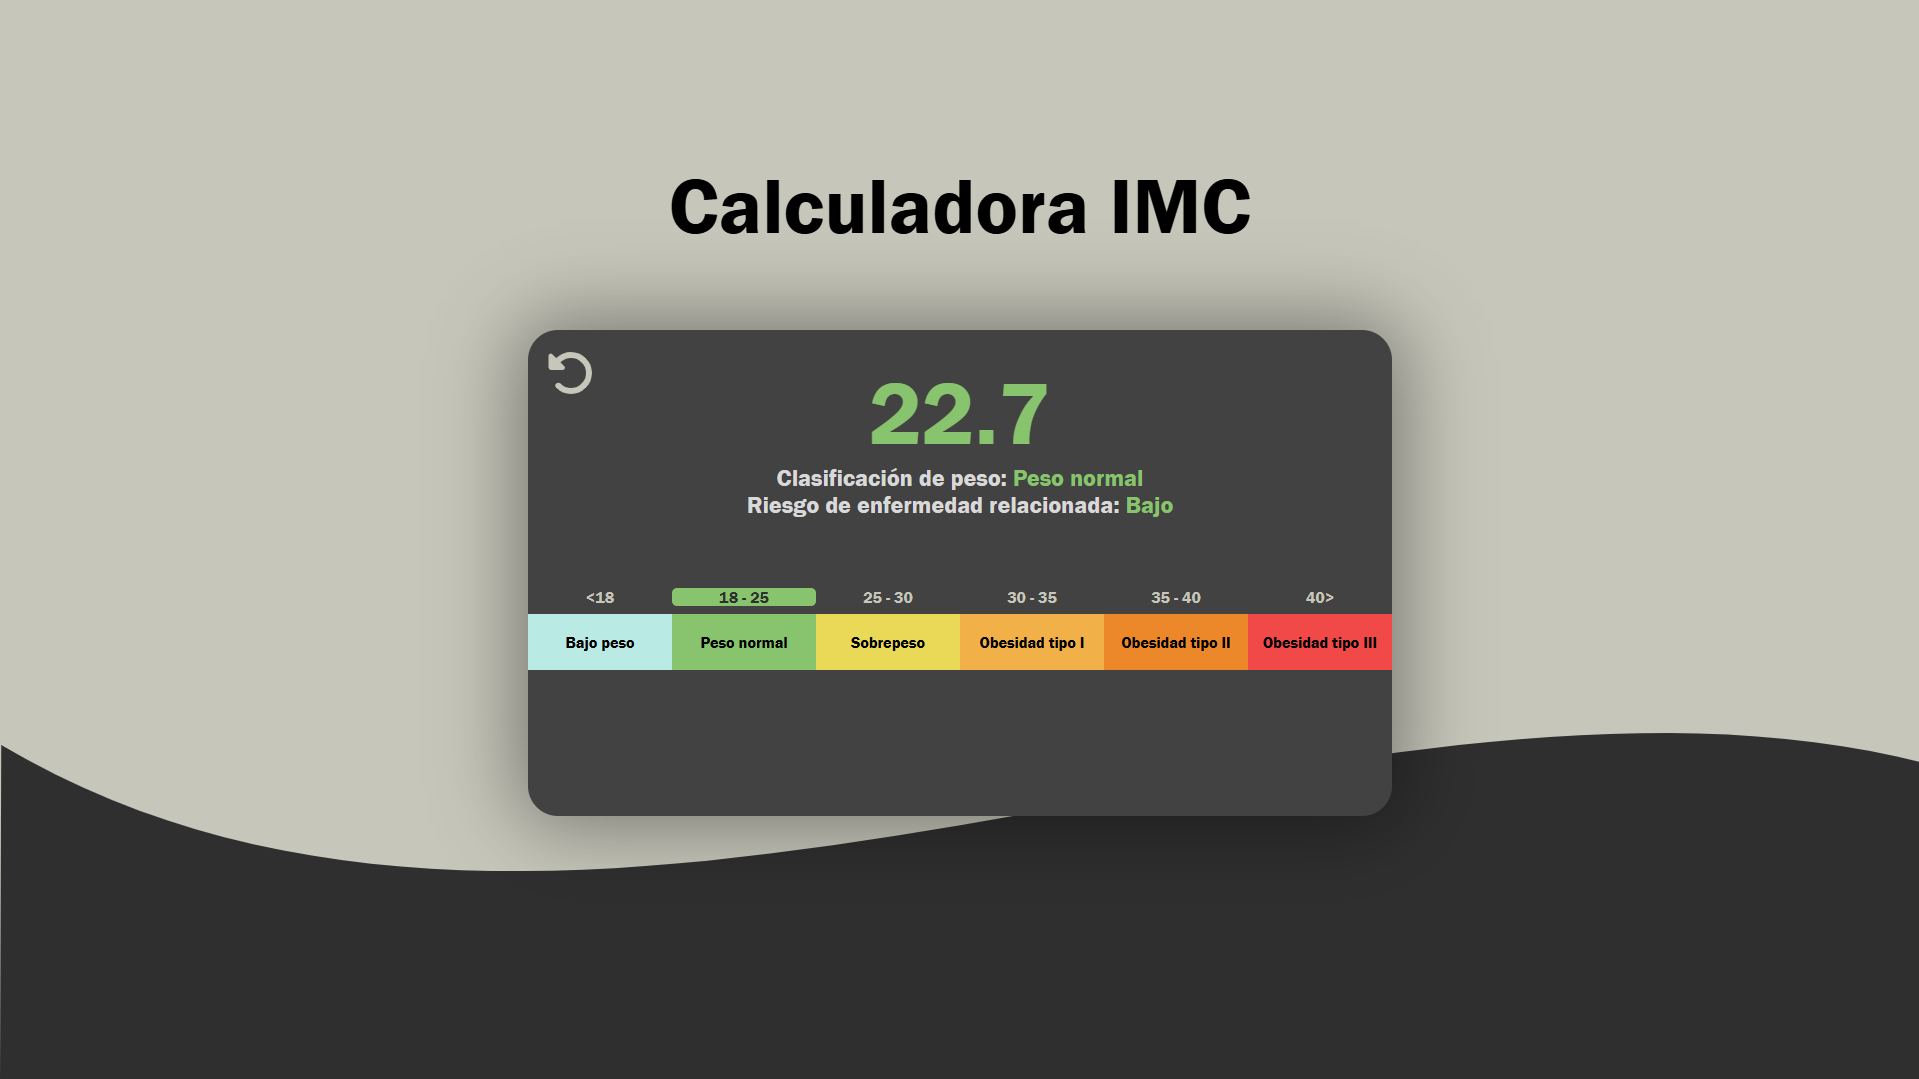 Calculadora IMC
22.7
Clasificación de peso: Peso normal
Riesgo de enfermedad relacionada: Bajo
<18 18 - 25 25 - 30 30 - 35 35 - 40 40>
Bajo peso Peso normal Sobrepeso Obesidad tipo I Obesidad tipo II Obesidad tipo III